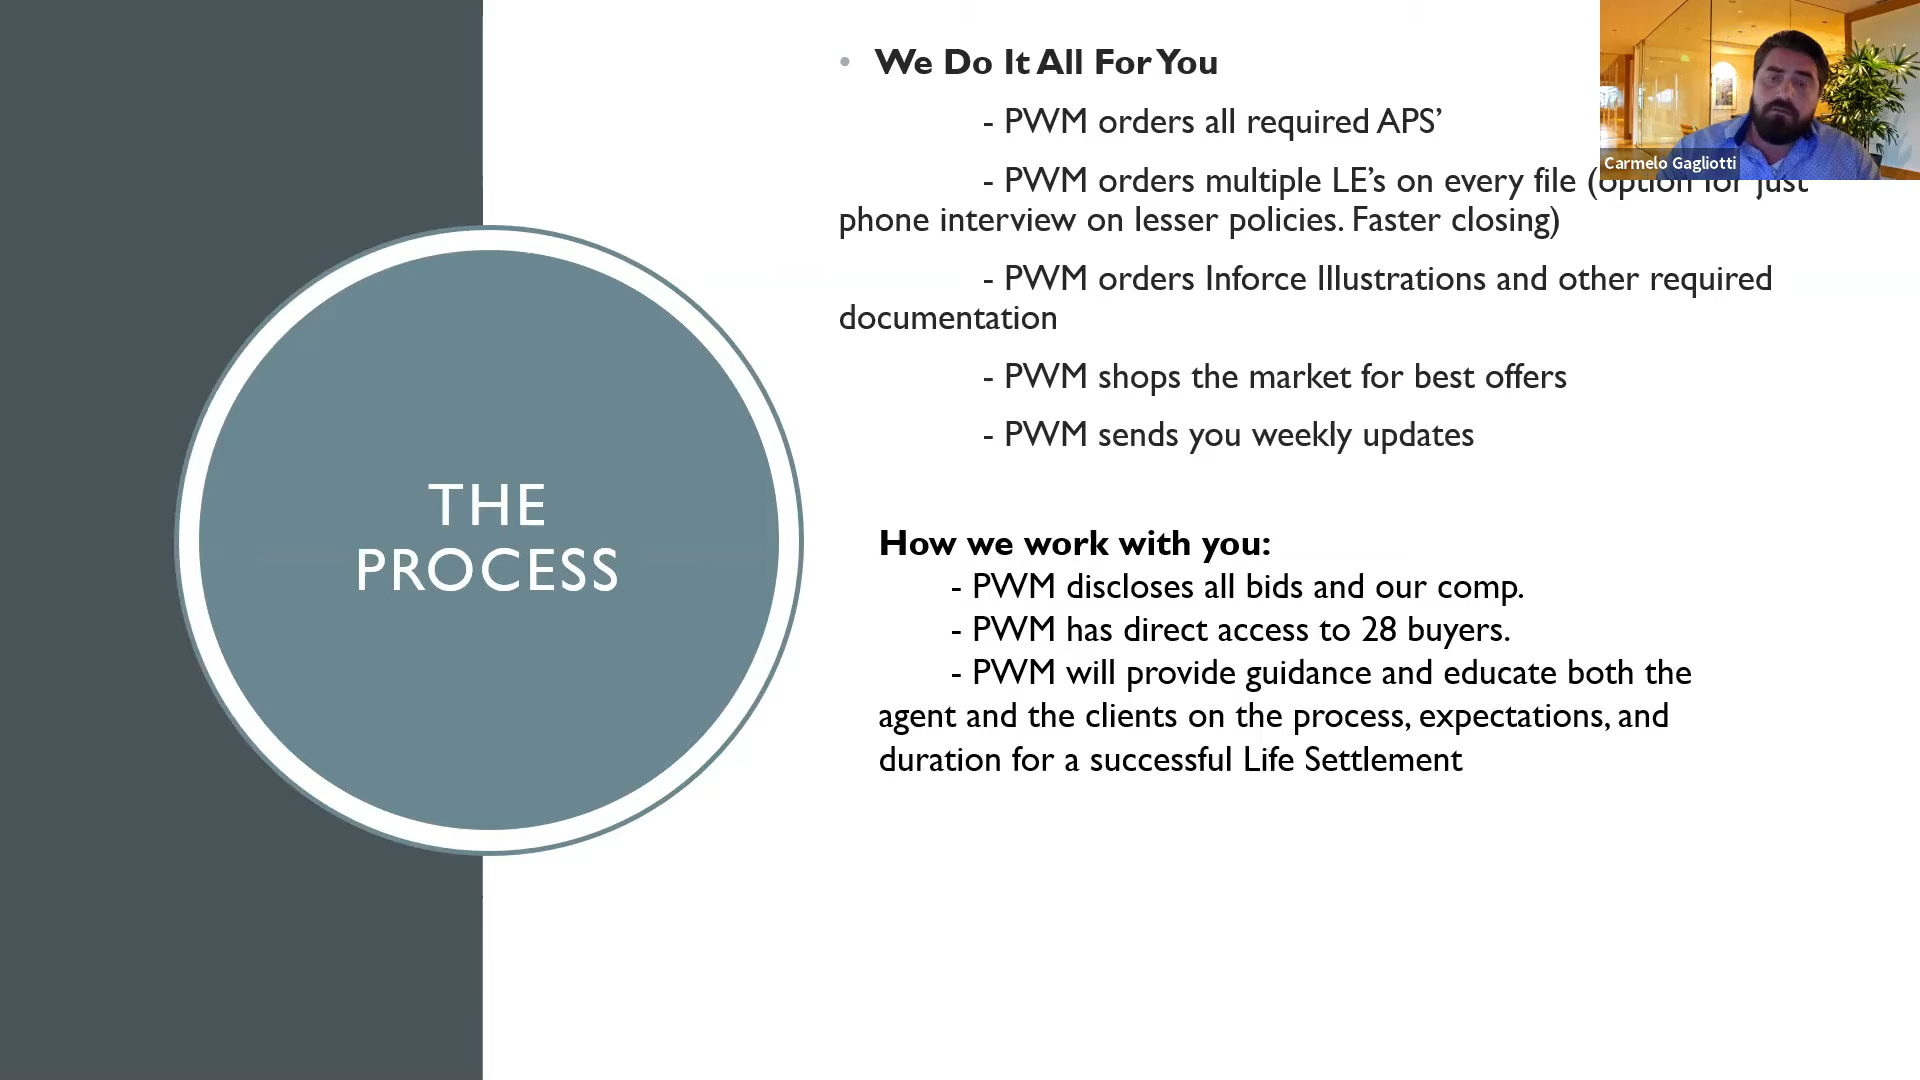 • We Do It All For You
- PWM orders all required APS’
- PWM orders multiple LE’s on every file (option for just
phone interview on lesser policies. Faster closing)
- PWM orders Inforce Illustrations and other required
documentation
- PWM shops the market for best offers
- PWM sends you weekly updates
THE
PROCESS
How we work with you:
- PWM discloses all bids and our comp.
- PWM has direct access to 28 buyers.
- PWM will provide guidance and educate both the
agent and the clients on the process, expectations, and
duration for a successful Life Settlement
Carmelo Gagliotti